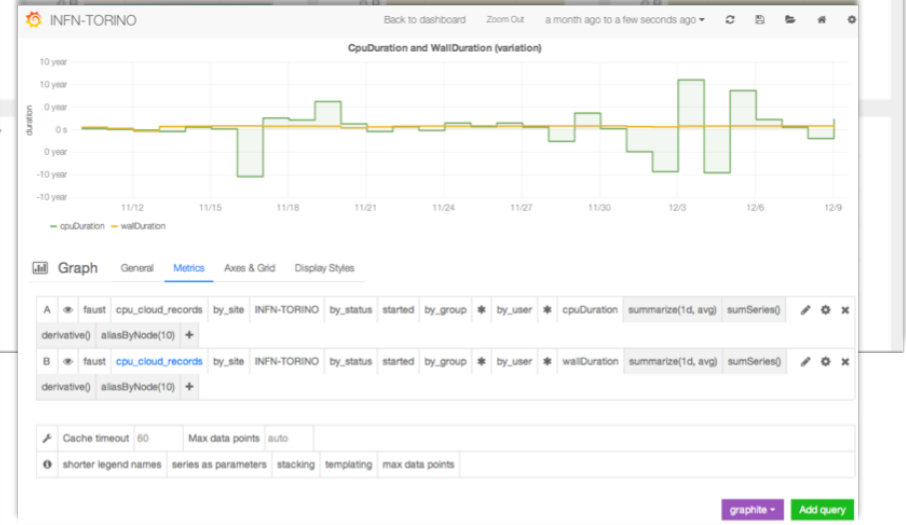 INFN-TORINO Back to dashboard Zoom Out a month ago to a few seconds ago
CpuDuration and WallDuration (variation)
10 year
10 year
0 year
0 s
0 year
-10 year
-10 year
duration
11/12 11/15 11/18 11/21 11/24 11/27 11/30 12/3 12/6 12/9
cpuDuration wallDuration
Graph General Metrics Axes & Grid Display Styles
A faust cpu_cloud_records by_site INFN-TORINO by_status started by_group * by_user * cpuDuration summarize(1d, avg) sumSeries()
derivative() aliasByNode(10) +
B faust cpu_cloud_records by_site INFN-TORINO by_status started by_group * by_user * wallDuration summarize(1d, avg) sumSeries()
derivative() aliasByNode(10) +
Cache timeout 60 Max data points auto
shorter legend names series as parameters stacking templating max data points
graphite Add query